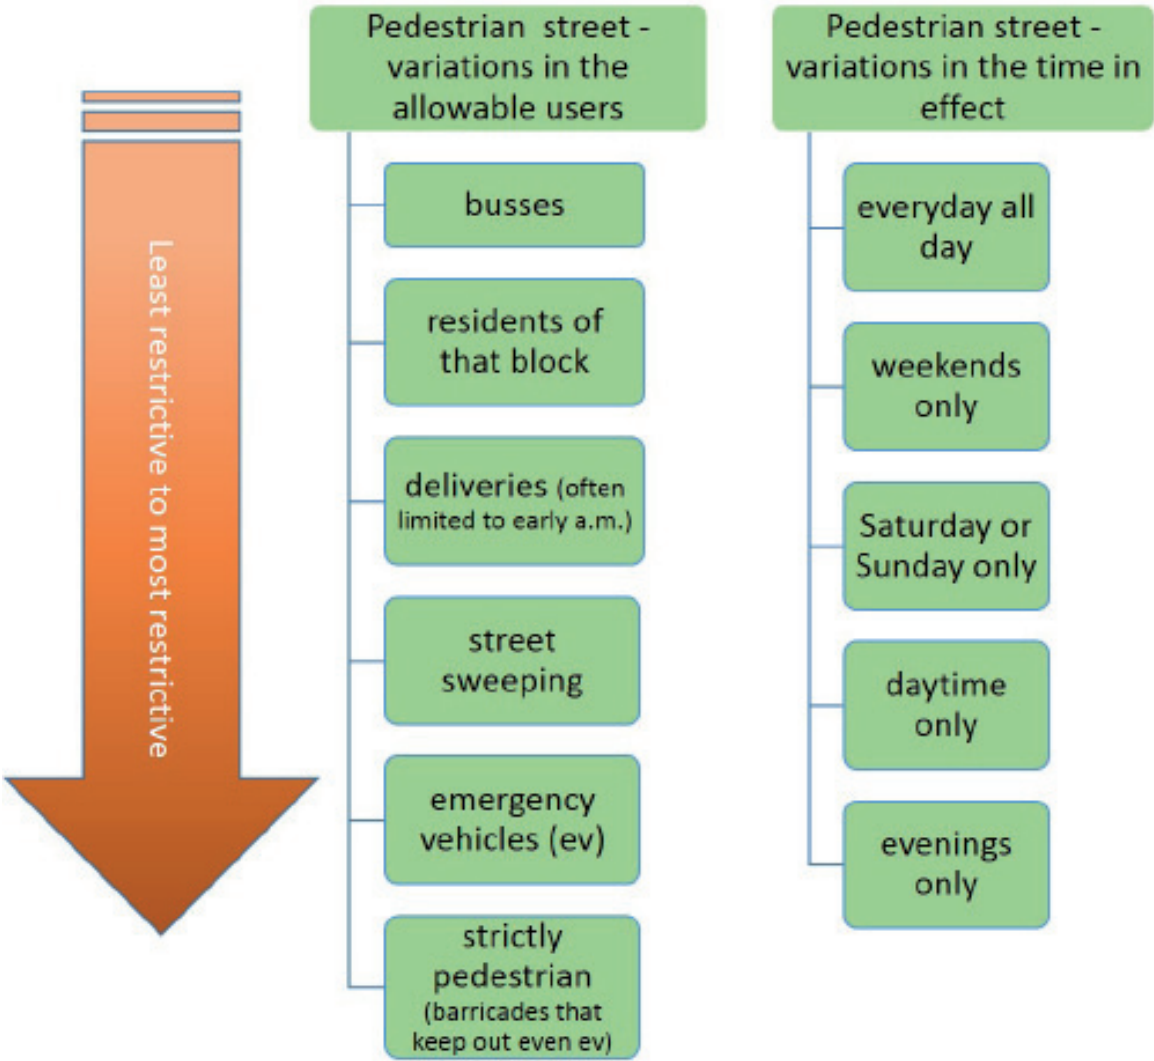 Least restrictive to most restrictive
Pedestrian street -
variations in the
allowable users
busses
residents of
that block
deliveries (often
limited to early a.m.)
street
sweeping
emergency
vehicles (ev)
strictly
pedestrian
(barricades that
keep out even ev)
Pedestrian street -
variations in the time in
effect
everyday all
day
weekends
only
Saturday or
Sunday only
daytime
only
evenings
only